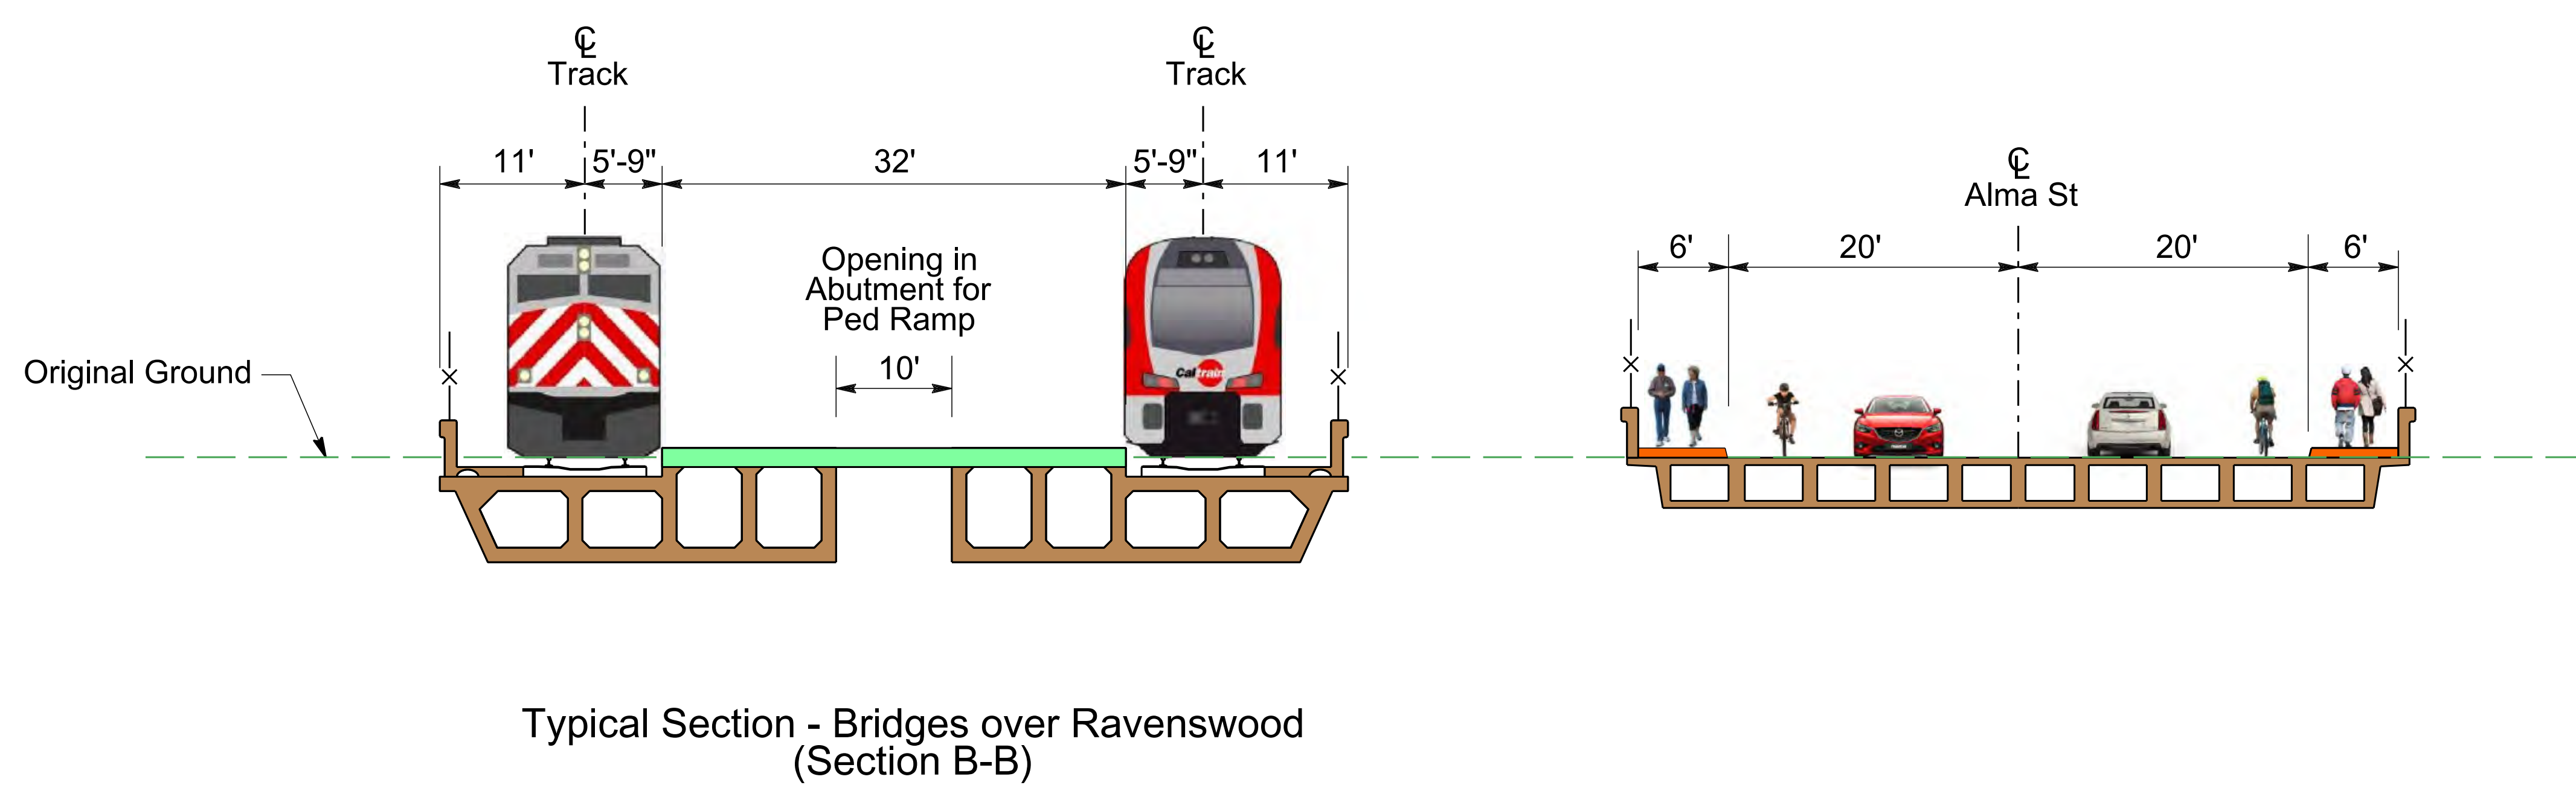 ℄
Track
℄
Track
11'
5'-9"
32'
5'-9"
11'
℄
Alma St
6'
20'
20'
6'
Opening in
Abutment for
Ped Ramp
10'
Original Ground
Caltrain
Typical Section - Bridges over Ravenswood
(Section B-B)